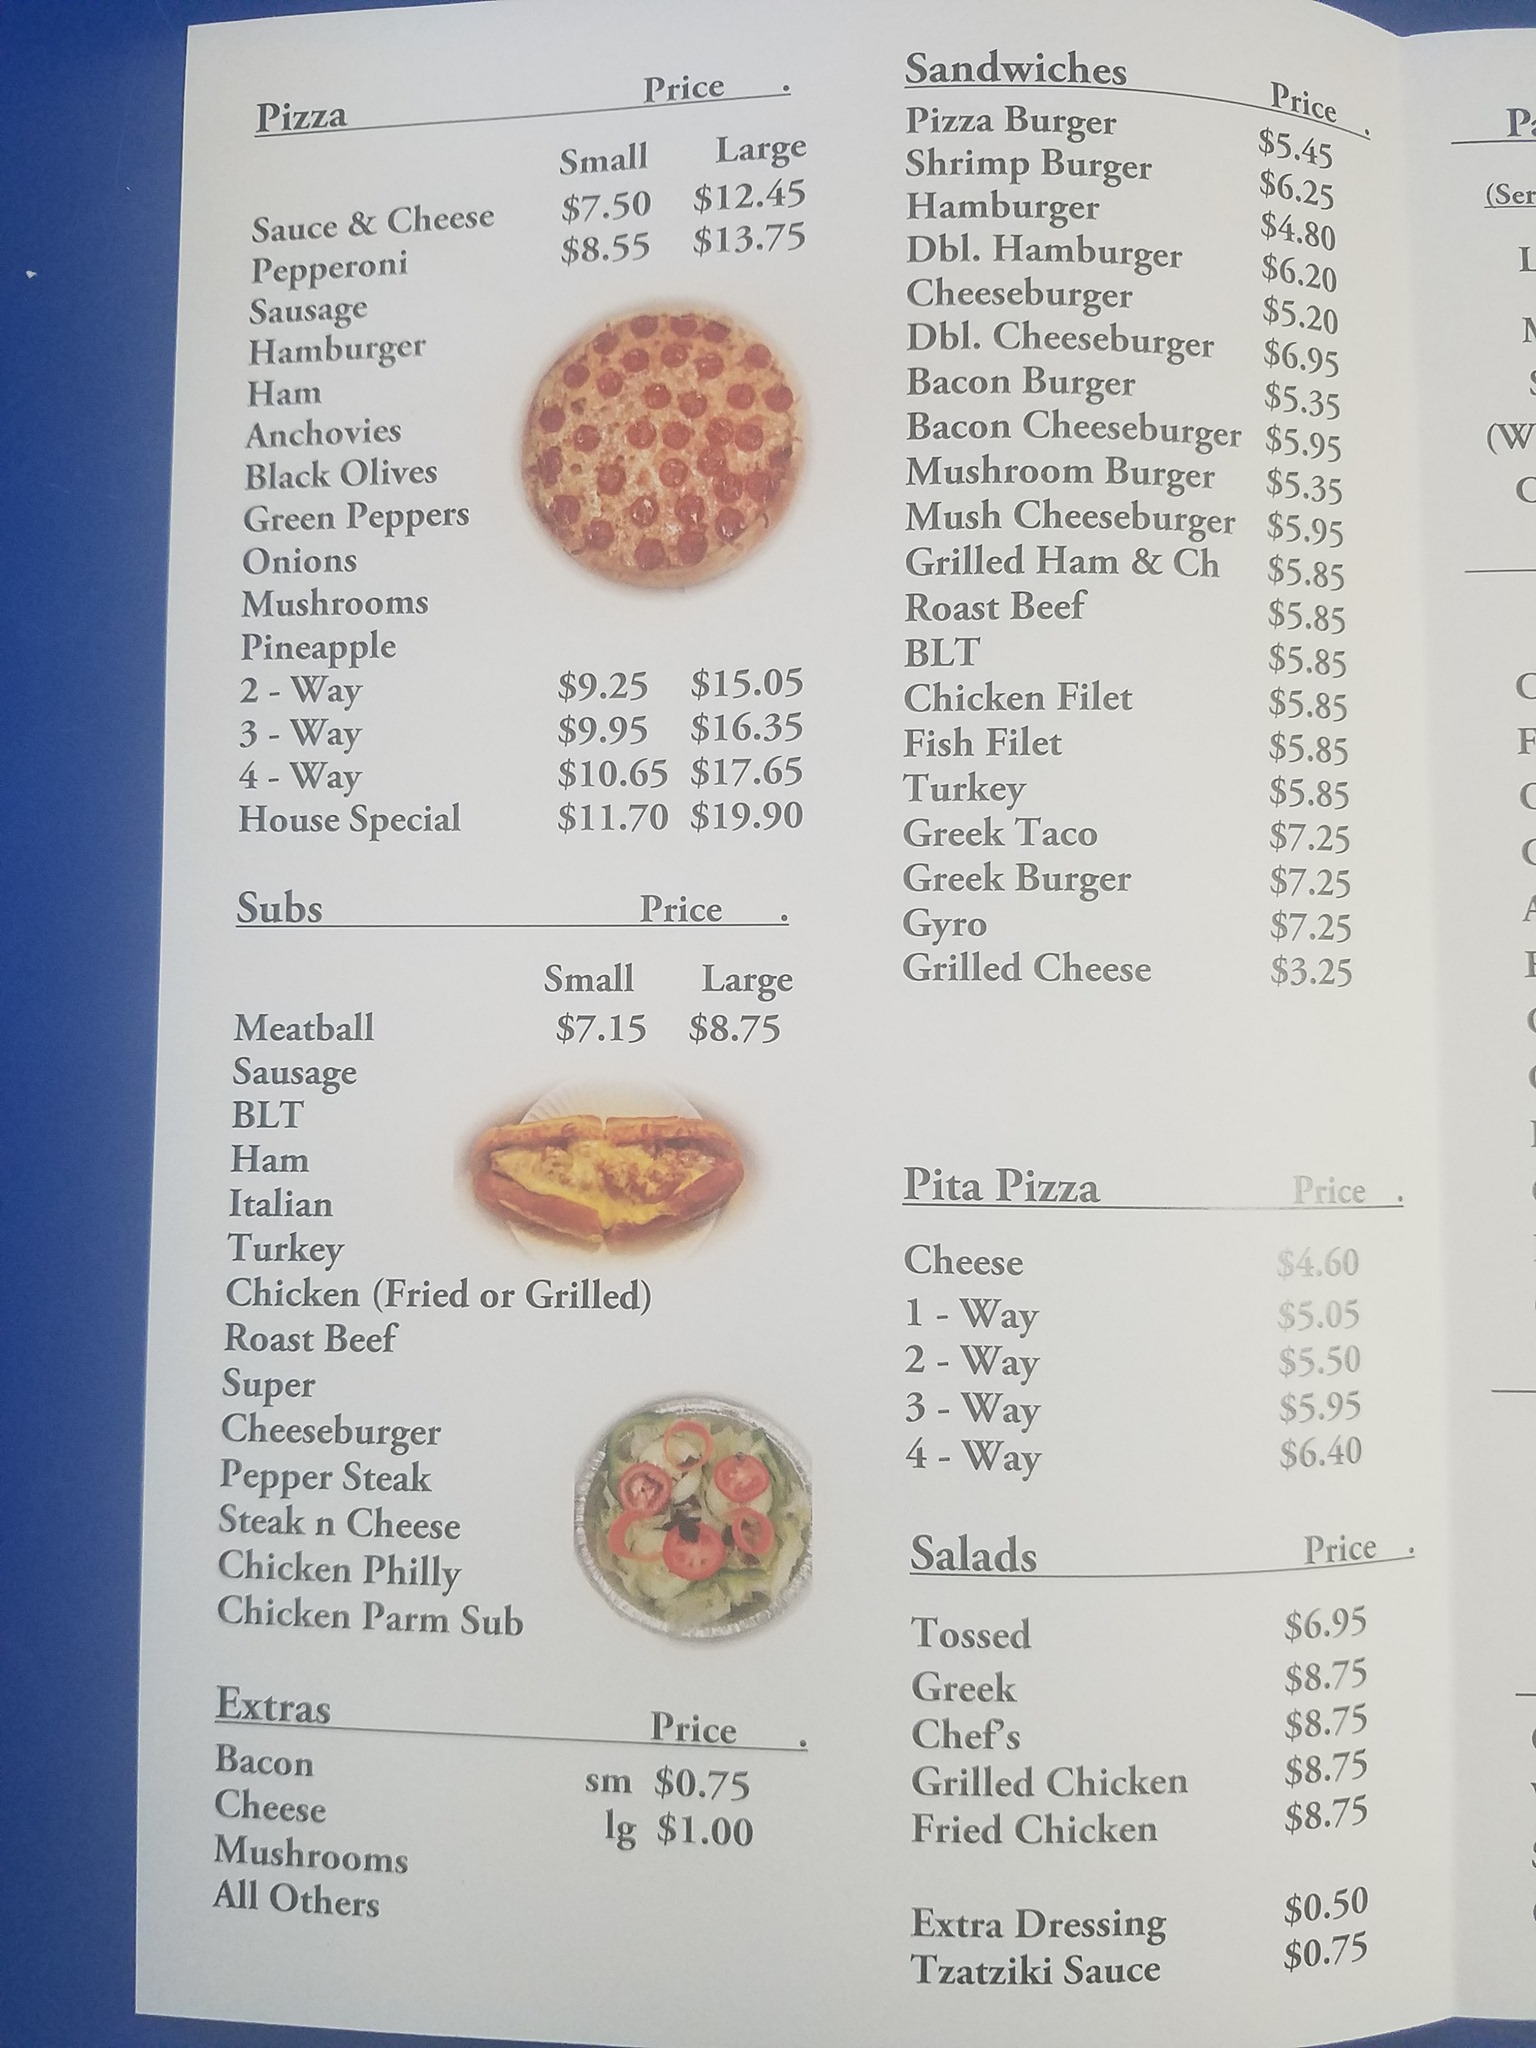 Pizza Price .
Small Large
Sauce & Cheese $7.50 $12.45
Pepperoni $8.55 $13.75
Sausage
Hamburger
Ham
Anchovies
Black Olives
Green Peppers
Onions
Mushrooms
Pineapple
2 - Way $9.25 $15.05
3 - Way $9.95 $16.35
4 - Way $10.65 $17.65
House Special $11.70 $19.90
Subs Price .
Small Large
Meatball $7.15 $8.75
Sausage
BLT
Ham
Italian
Turkey
Chicken (Fried or Grilled)
Roast Beef
Super
Cheeseburger
Pepper Steak
Steak n Cheese
Chicken Philly
Chicken Parm Sub
Extras Price .
Bacon sm $0.75
Cheese lg $1.00
Mushrooms
All Others
Sandwiches Price .
Pizza Burger $5.45
Shrimp Burger $6.25
Hamburger $4.80
Dbl. Hamburger $6.20
Cheeseburger $5.20
Dbl. Cheeseburger $6.95
Bacon Burger $5.35
Bacon Cheeseburger $5.95
Mushroom Burger $5.35
Mush Cheeseburger $5.95
Grilled Ham & Ch $5.85
Roast Beef $5.85
BLT $5.85
Chicken Filet $5.85
Fish Filet $5.85
Turkey $5.85
Greek Taco $7.25
Greek Burger $7.25
Gyro $7.25
Grilled Cheese $3.25
Pita Pizza Price .
Cheese $4.60
1 - Way $5.05
2 - Way $5.50
3 - Way $5.95
4 - Way $6.40
Salads Price .
Tossed $6.95
Greek $8.75
Chef's $8.75
Grilled Chicken $8.75
Fried Chicken $8.75
Extra Dressing $0.50
Tzatziki Sauce $0.75